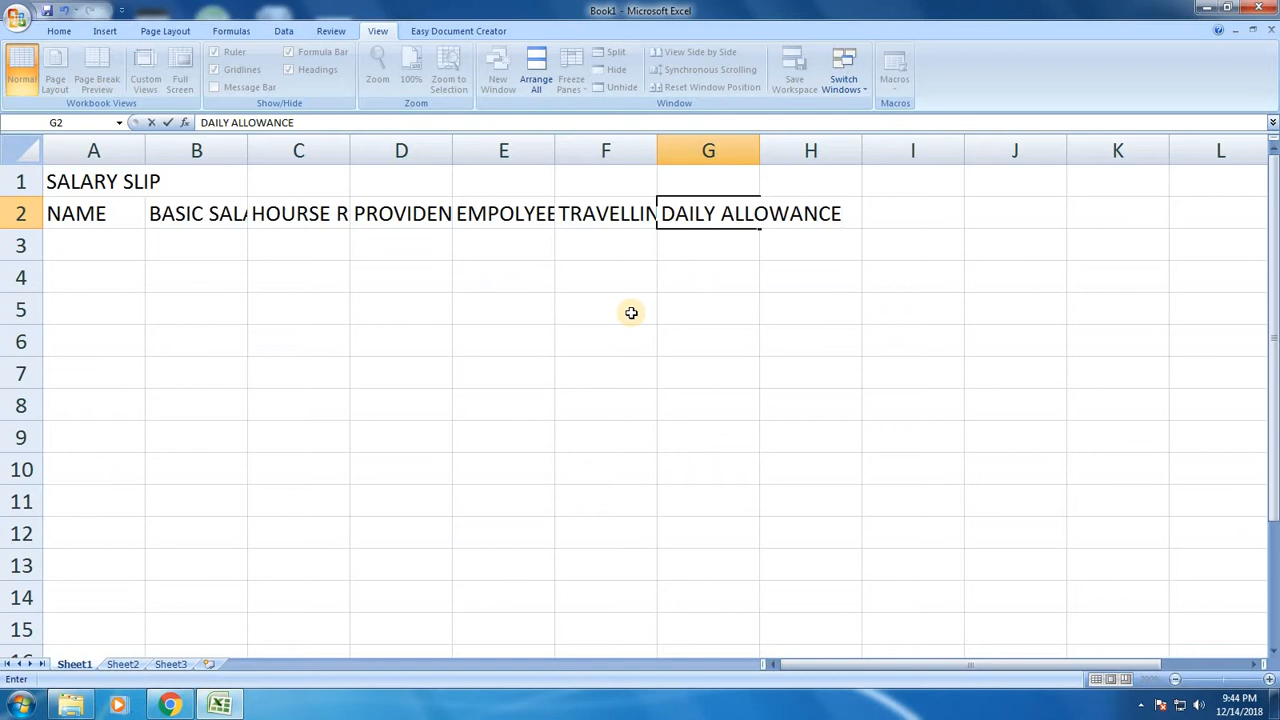 Book1 - Microsoft Excel
Home Insert Page Layout Formulas Data Review View Easy Document Creator
Normal Page Layout Page Break Preview Custom Views Full Screen
Workbook Views
Ruler Formula Bar
Gridlines Headings
Message Bar
Show/Hide
Zoom 100% Zoom to Selection
Zoom
New Window Arrange All Freeze Panes
Split View Side by Side
Hide Synchronous Scrolling
Unhide Reset Window Position
Save Workspace Switch Windows
Window
Macros
Macros
G2 fx DAILY ALLOWANCE
A B C D E F G H I J K L
1 SALARY SLIP
2 NAME BASIC SALA HOURSE R PROVIDEN EMPOLYEE TRAVELLIN DAILY ALLOWANCE
3
4
5
6
7
8
9
10
11
12
13
14
15
Sheet1 Sheet2 Sheet3
Enter
9:44 PM
12/14/2018